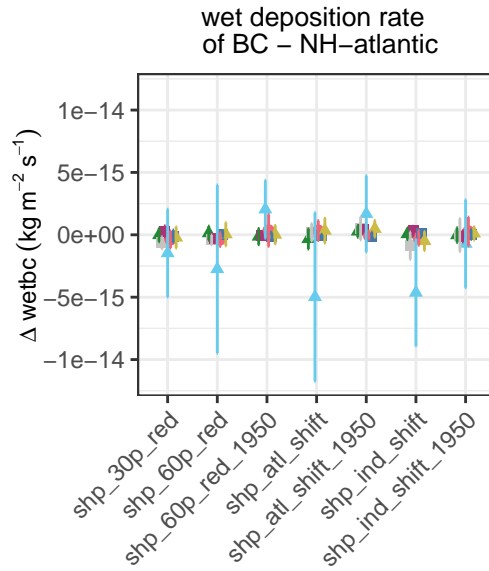 wet deposition rate
of BC − NH−atlantic
Δ wetbc (kg m⁻² s⁻¹)
1e−14
5e−15
0e+00
−5e−15
−1e−14
shp_30p_red
shp_60p_red
shp_60p_red_1950
shp_atl_shift
shp_atl_shift_1950
shp_ind_shift
shp_ind_shift_1950